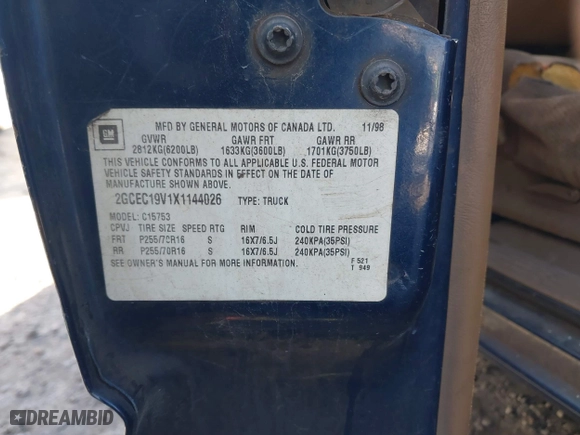 MFD BY GENERAL MOTORS OF CANADA LTD. 11/98
GM
GVWR GAWR FRT GAWR RR
2812KG(6200LB) 1633KG(3600LB) 1701KG(3750LB)
THIS VEHICLE CONFORMS TO ALL APPLICABLE U.S. FEDERAL MOTOR
VEHICLE SAFETY STANDARDS IN EFFECT ON THE DATE OF
MANUFACTURE SHOWN ABOVE.
2GCEC19V1X1144026 TYPE: TRUCK
MODEL: C15753
CPVJ TIRE SIZE SPEED RTG RIM COLD TIRE PRESSURE
FRT P255/7CR16 S 16X7/6.5J 240KPA(35PSI)
RR P255/70R16 S 16X7/6.5J 240KPA(35PSI)
SEE OWNER'S MANUAL FOR MORE INFORMATION. F 521
T 949
DREAMBID